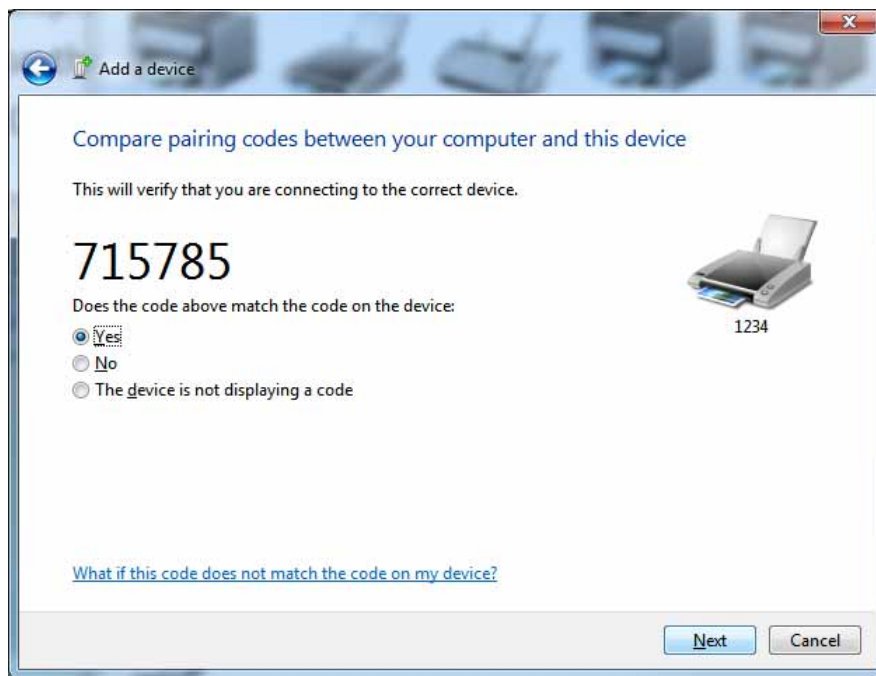 Add a device
Compare pairing codes between your computer and this device
This will verify that you are connecting to the correct device.
715785
Does the code above match the code on the device:
Yes
No
The device is not displaying a code
1234
What if this code does not match the code on my device?
Next
Cancel